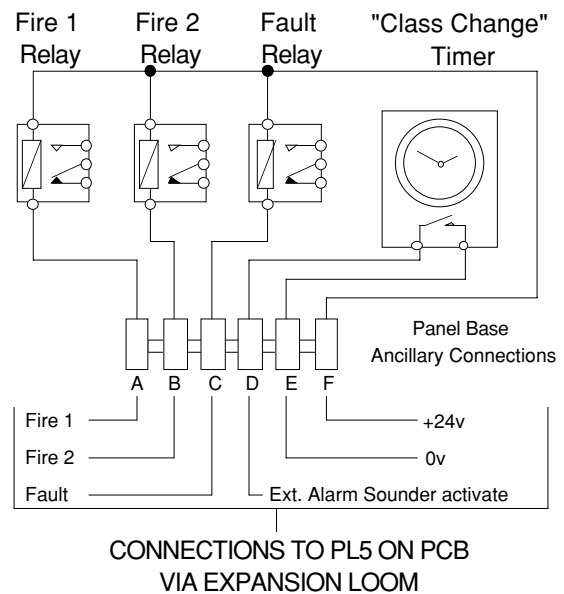 Fire 1 Relay
Fire 2 Relay
Fault Relay
"Class Change" Timer
Panel Base
Ancillary Connections
A B C D E F
Fire 1
Fire 2
Fault
+24v
0v
Ext. Alarm Sounder activate
CONNECTIONS TO PL5 ON PCB
VIA EXPANSION LOOM